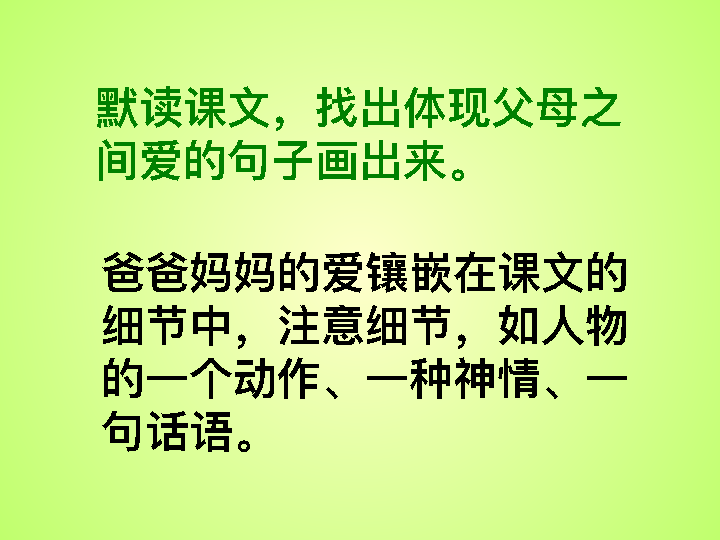 默读课文，找出体现父母之
间爱的句子画出来。
爸爸妈妈的爱镶嵌在课文的
细节中，注意细节，如人物
的一个动作、一种神情、一
句话语。